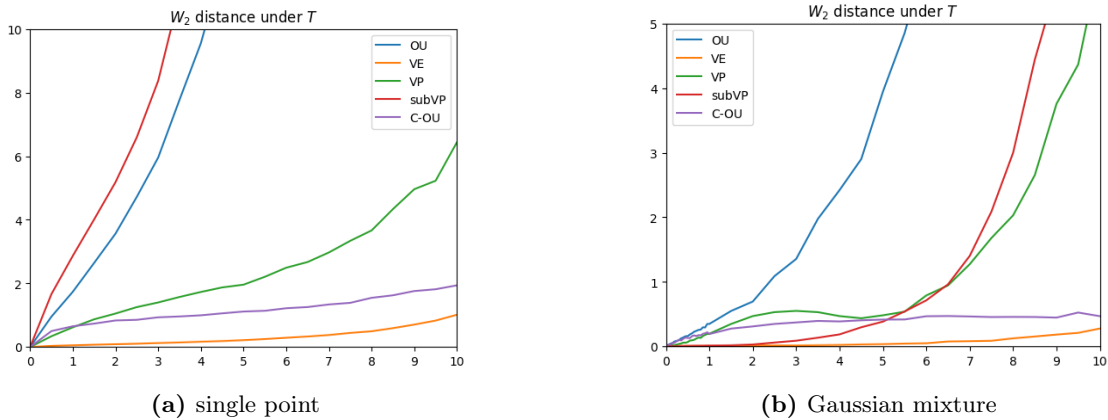 W₂ distance under T
10
8
6
4
2
0
0 1 2 3 4 5 6 7 8 9 10
OU
VE
VP
subVP
C-OU
(a) single point
W₂ distance under T
5
4
3
2
1
0
0 1 2 3 4 5 6 7 8 9 10
OU
VE
VP
subVP
C-OU
(b) Gaussian mixture